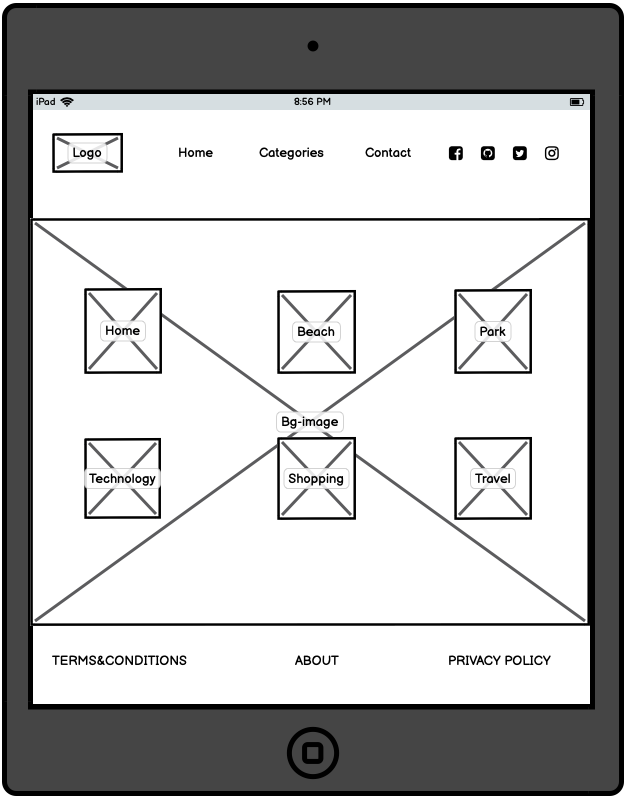 iPad 8:56 PM
Logo Home Categories Contact
Home Beach Park
Bg-image
Technology Shopping Travel
TERMS&CONDITIONS ABOUT PRIVACY POLICY